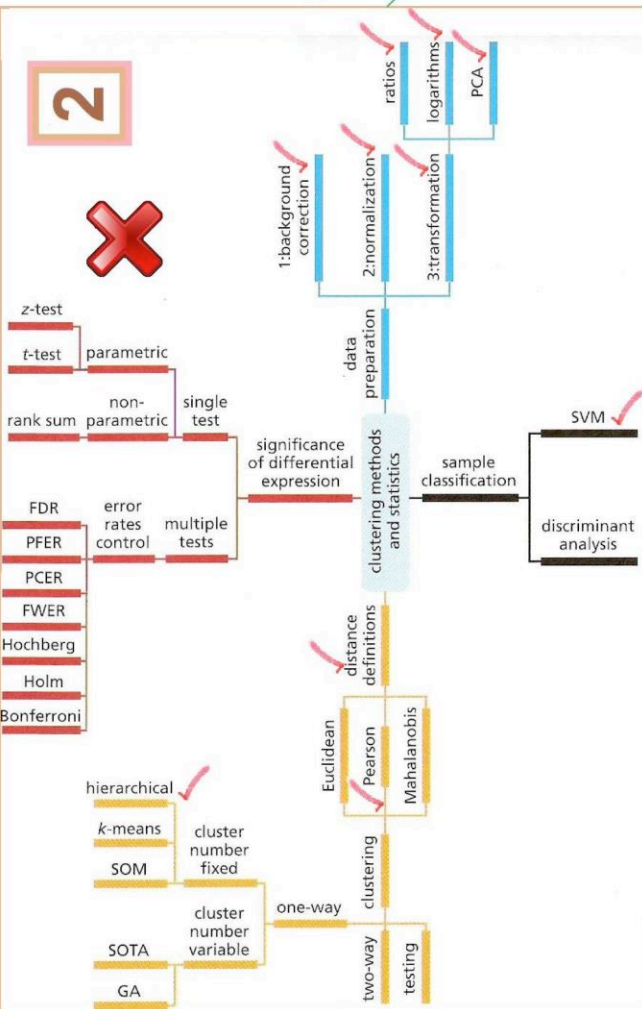 2
ratios
logarithms
PCA
1:background
correction
2:normalization
3:transformation
data
preparation
z-test
t-test
parametric
rank sum
non-
parametric
single
test
significance
of differential
expression
FDR
PFER
PCER
FWER
Hochberg
Holm
Bonferroni
error
rates
control
multiple
tests
clustering methods
and statistics
sample
classification
SVM
discriminant
analysis
distance
definitions
Euclidean
Pearson
Mahalanobis
clustering
hierarchical
k-means
SOM
cluster
number
fixed
SOTA
GA
cluster
number
variable
one-way
two-way
testing